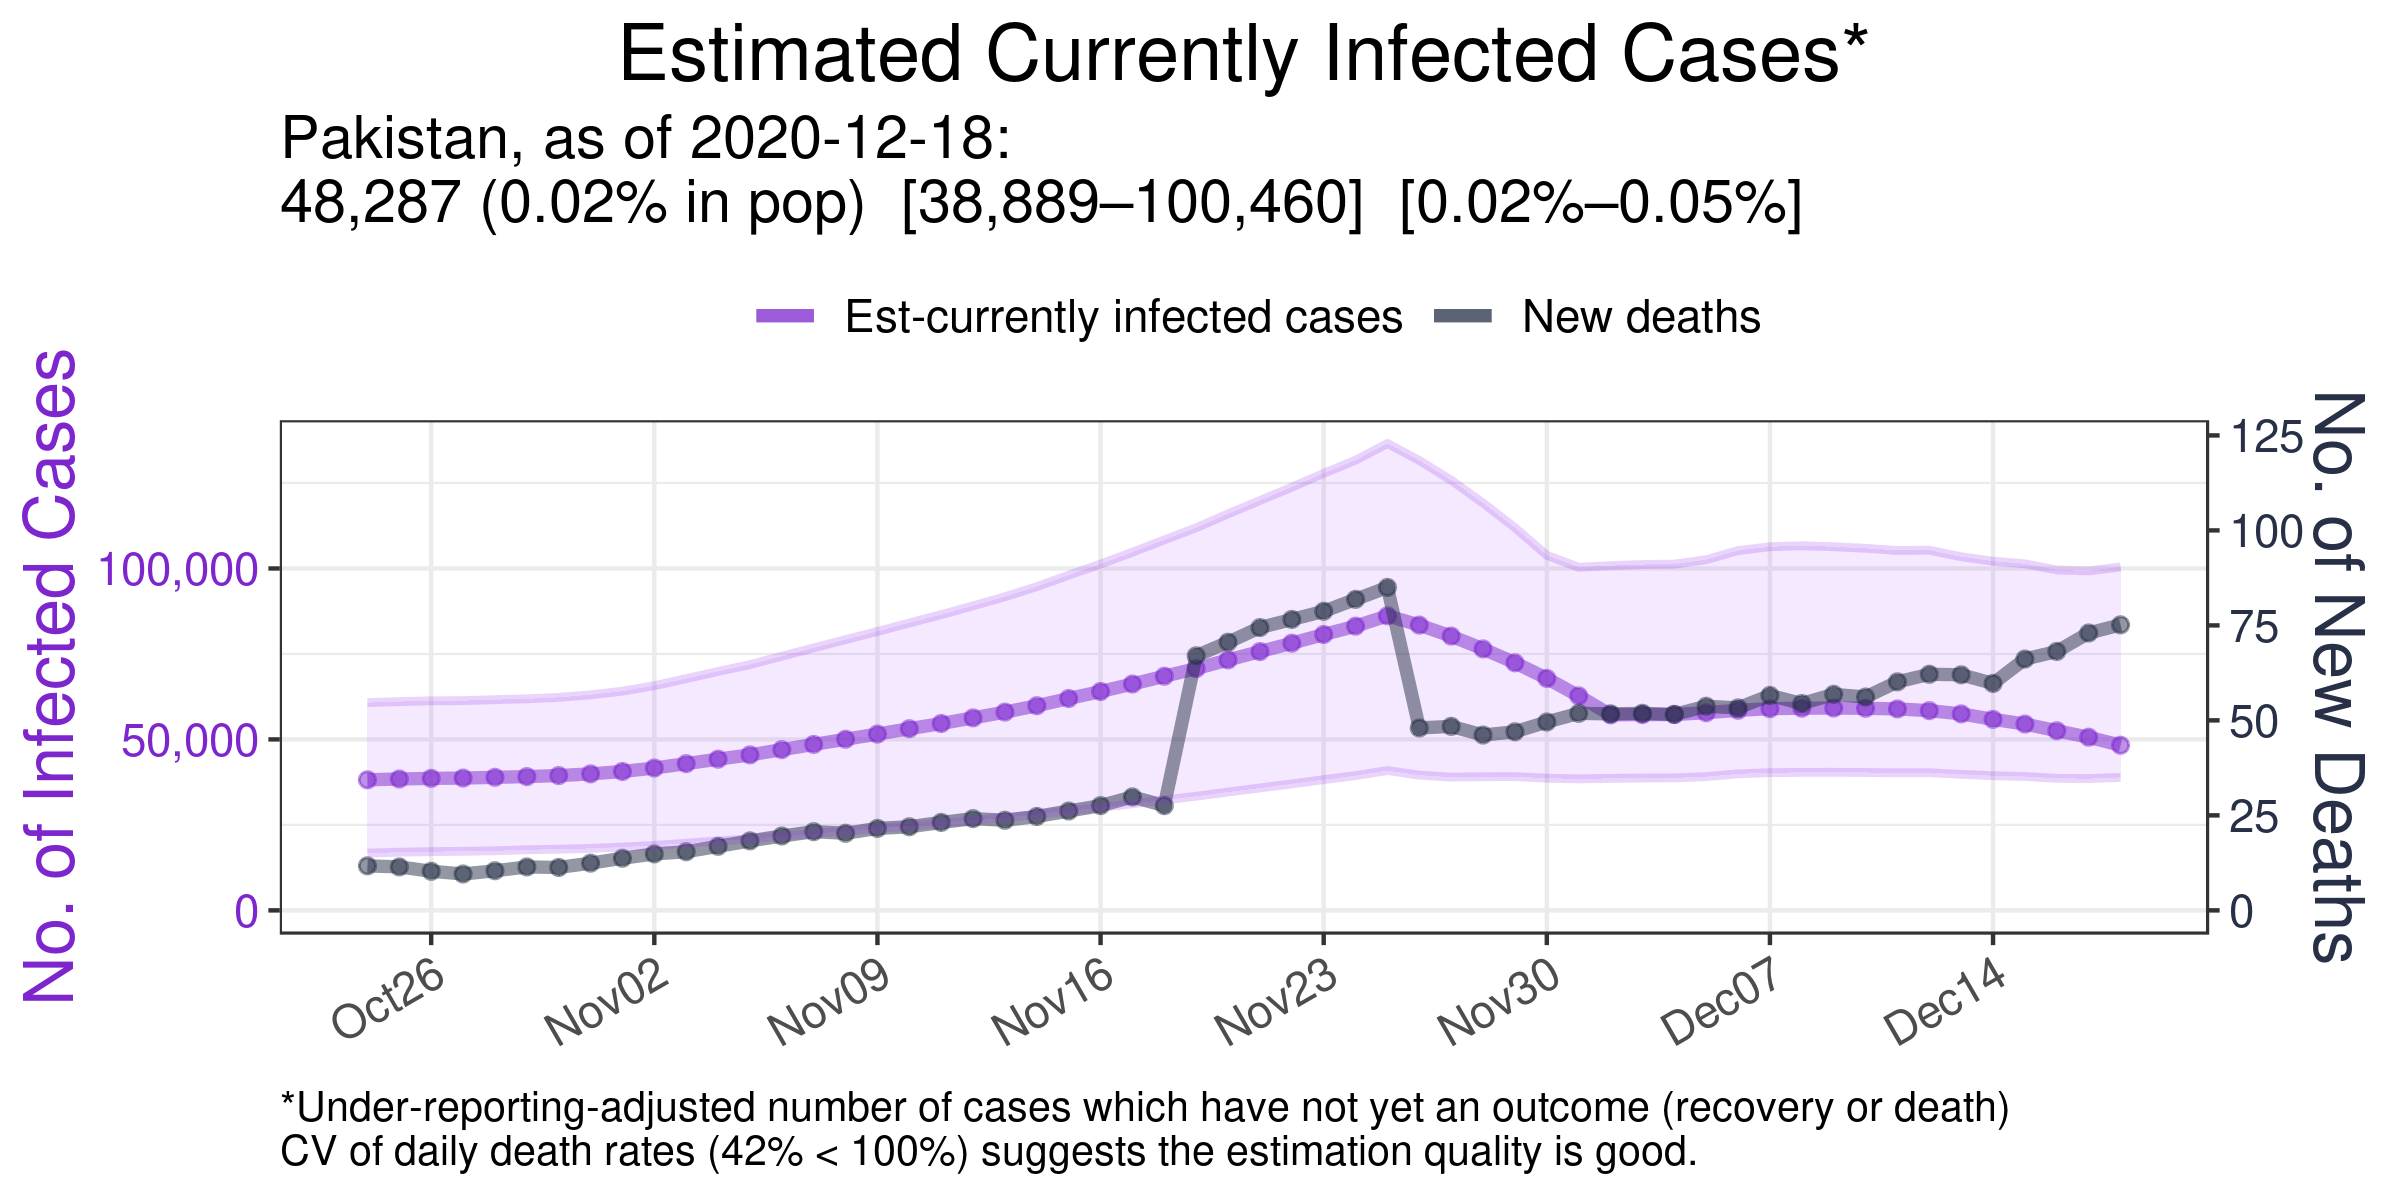 Estimated Currently Infected Cases*
Pakistan, as of 2020-12-18:
48,287 (0.02% in pop)  [38,889–100,460]  [0.02%–0.05%]
Est-currently infected cases
New deaths
No. of Infected Cases
100,000
50,000
0
125
100
75
50
25
0
No. of New Deaths
Oct26
Nov02
Nov09
Nov16
Nov23
Nov30
Dec07
Dec14
*Under-reporting-adjusted number of cases which have not yet an outcome (recovery or death)
CV of daily death rates (42% < 100%) suggests the estimation quality is good.